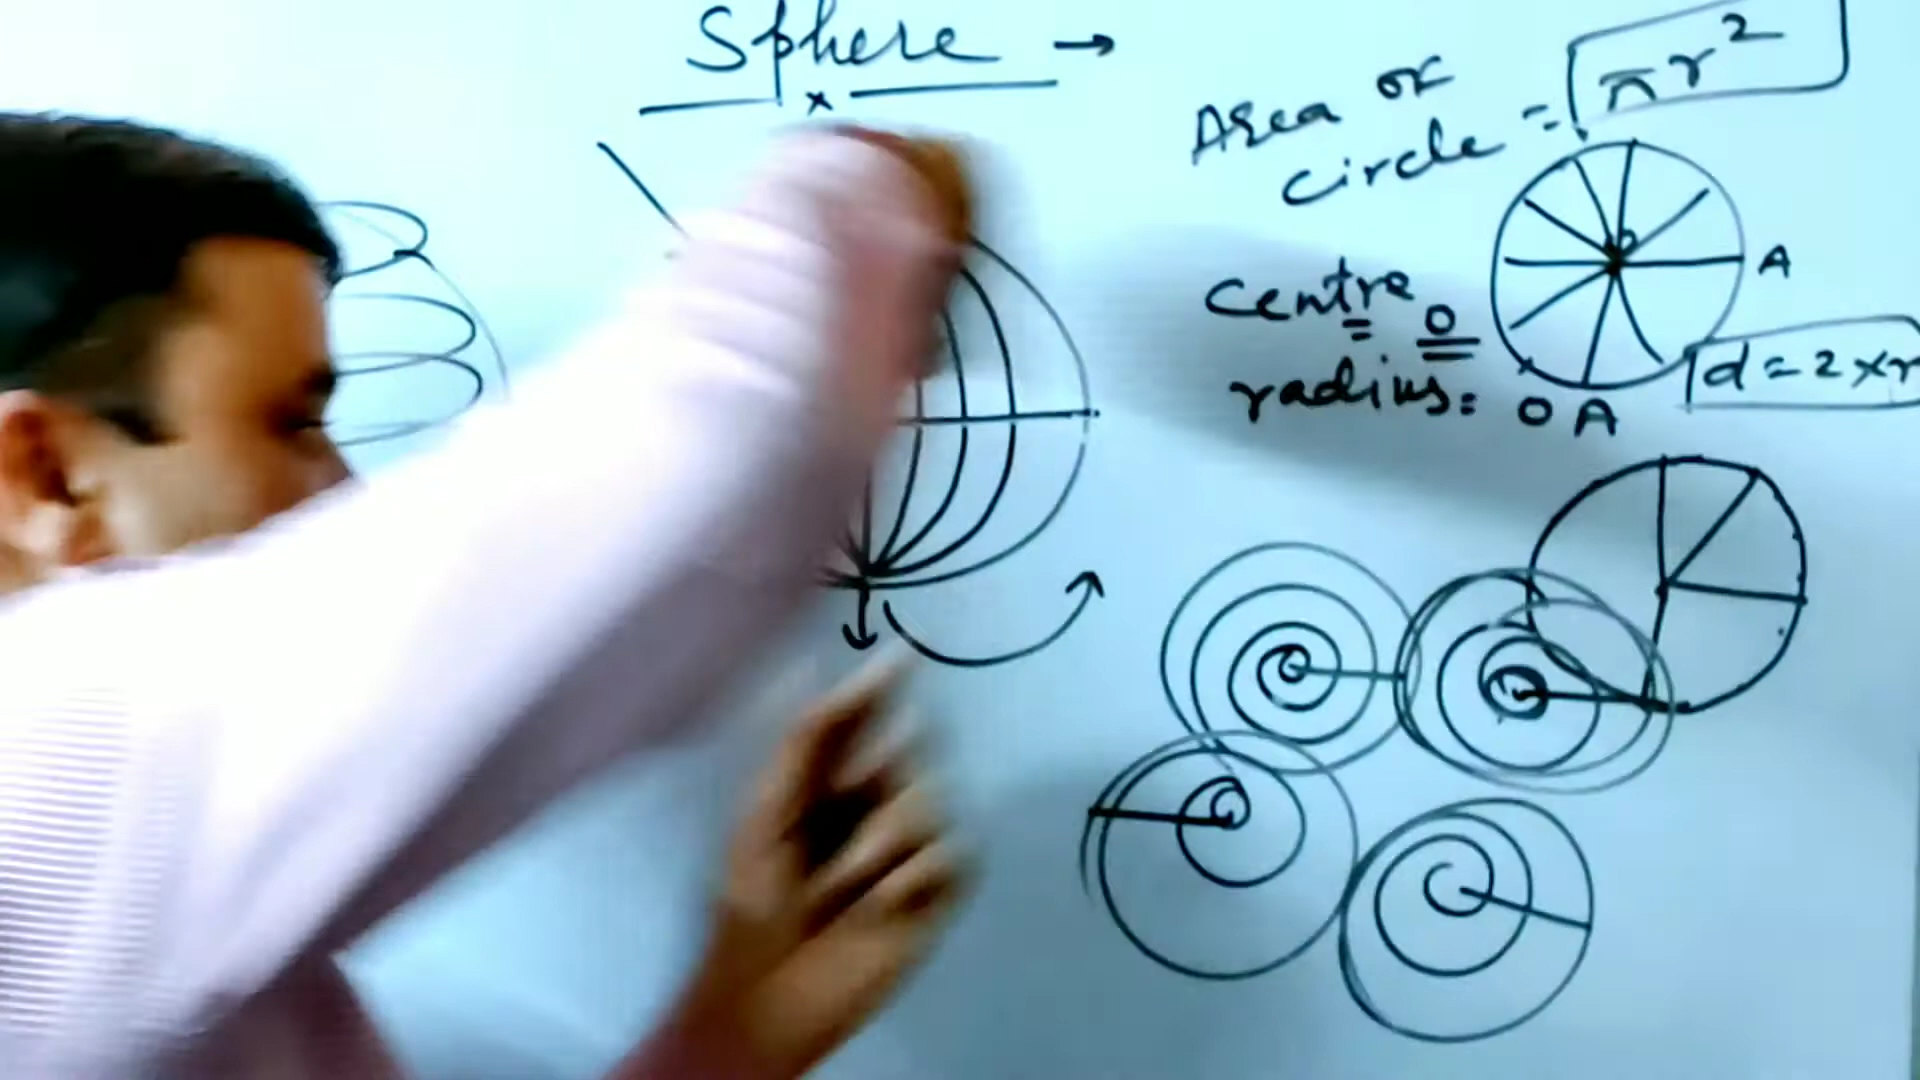 Sphere →
Area of circle = πr²
A
Centre O
radius = OA
d = 2 × r